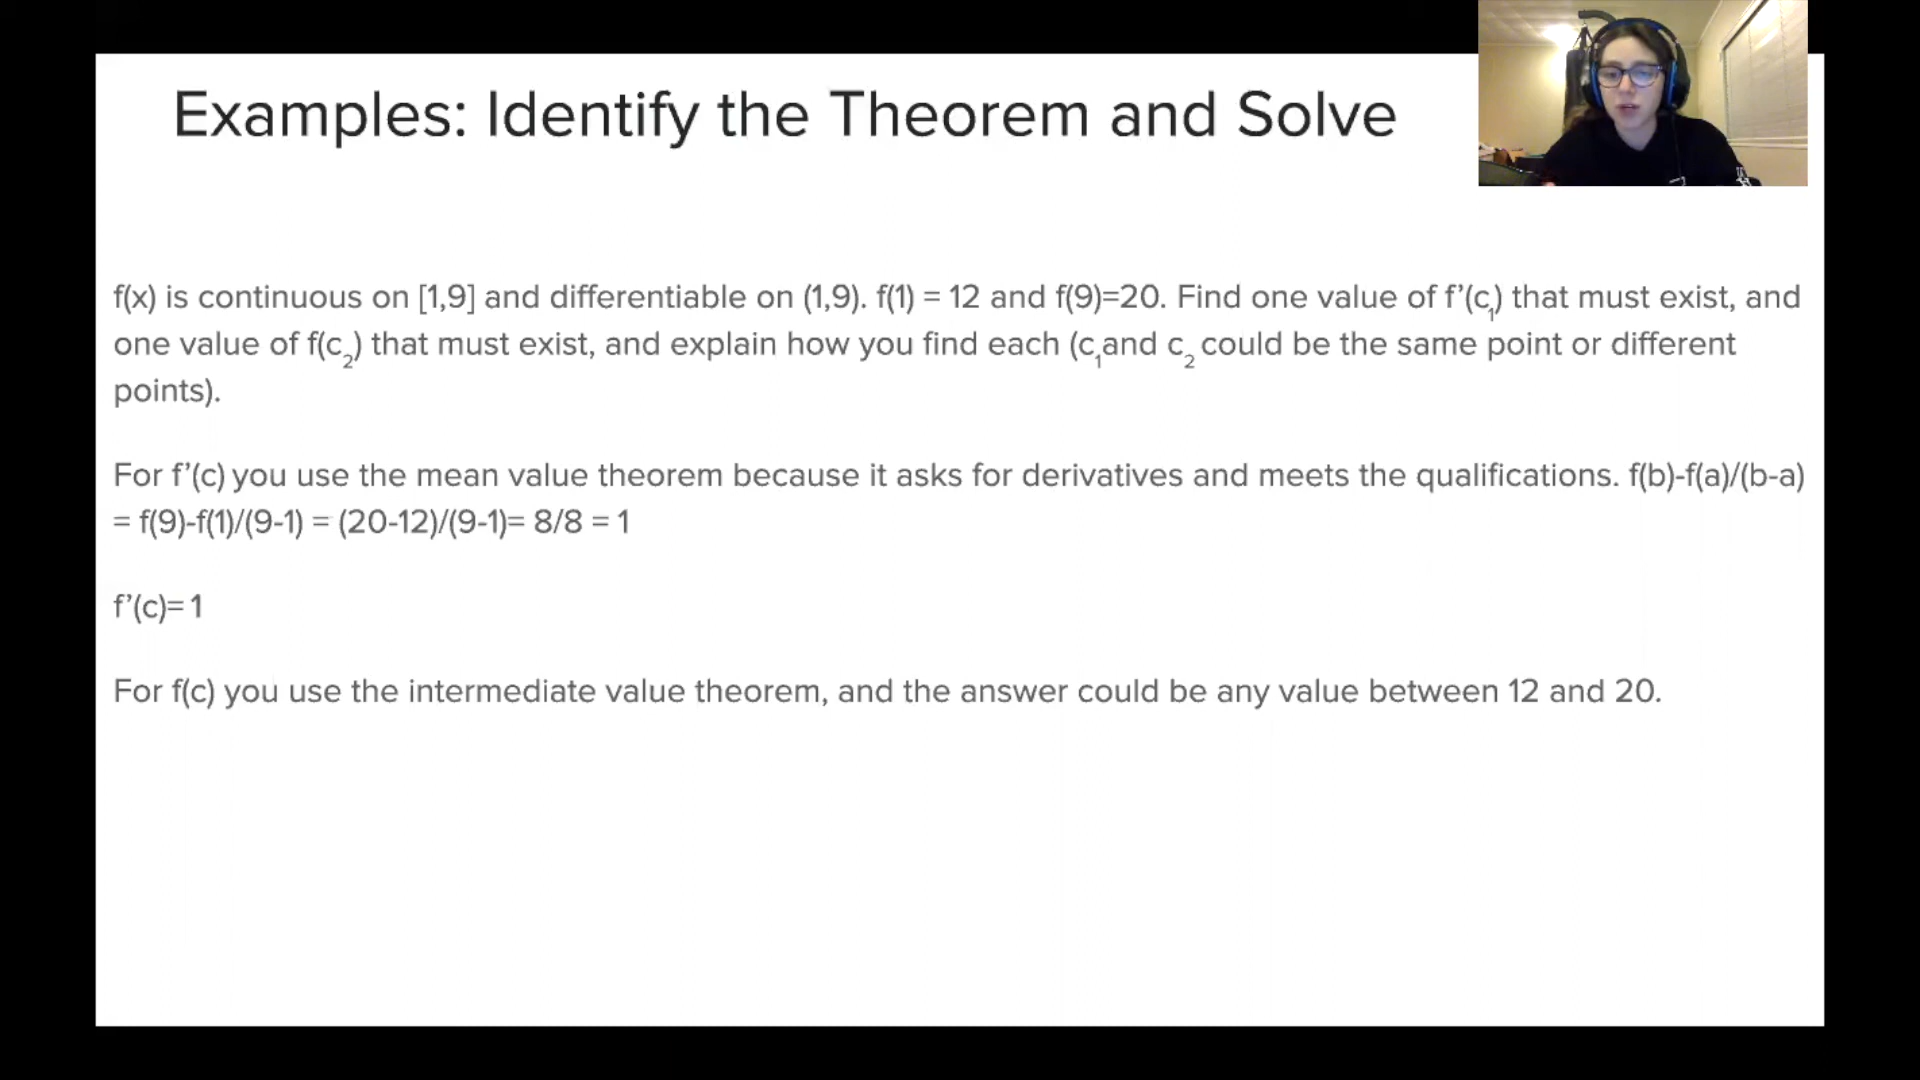 Examples: Identify the Theorem and Solve
f(x) is continuous on [1,9] and differentiable on (1,9). f(1) = 12 and f(9)=20. Find one value of f’(c₁) that must exist, and
one value of f(c₂) that must exist, and explain how you find each (c₁and c₂ could be the same point or different
points).
For f’(c) you use the mean value theorem because it asks for derivatives and meets the qualifications. f(b)-f(a)/(b-a)
= f(9)-f(1)/(9-1) = (20-12)/(9-1)= 8/8 = 1
f’(c)= 1
For f(c) you use the intermediate value theorem, and the answer could be any value between 12 and 20.